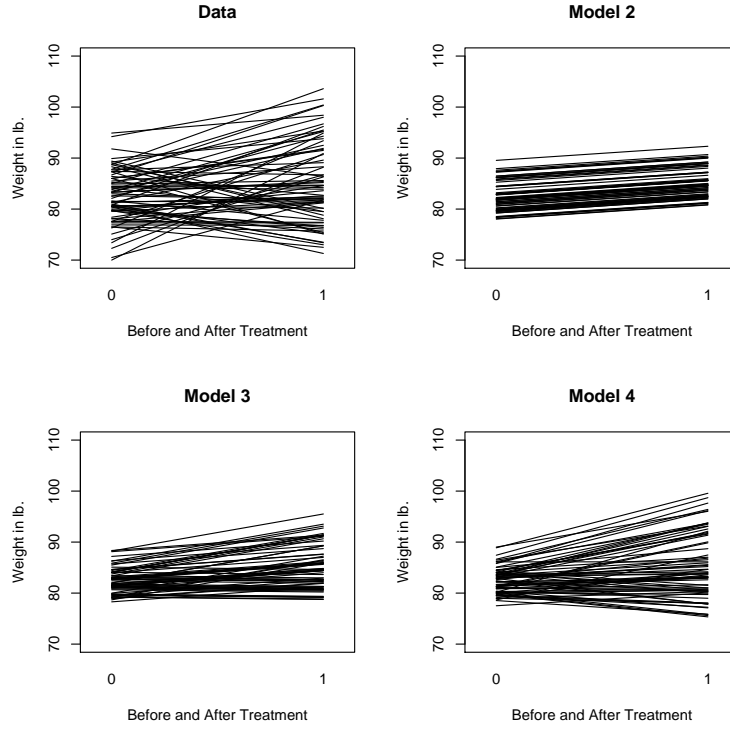 Data
Weight in lb.
70 80 90 100 110
0 1
Before and After Treatment
Model 2
Weight in lb.
70 80 90 100 110
0 1
Before and After Treatment
Model 3
Weight in lb.
70 80 90 100 110
0 1
Before and After Treatment
Model 4
Weight in lb.
70 80 90 100 110
0 1
Before and After Treatment